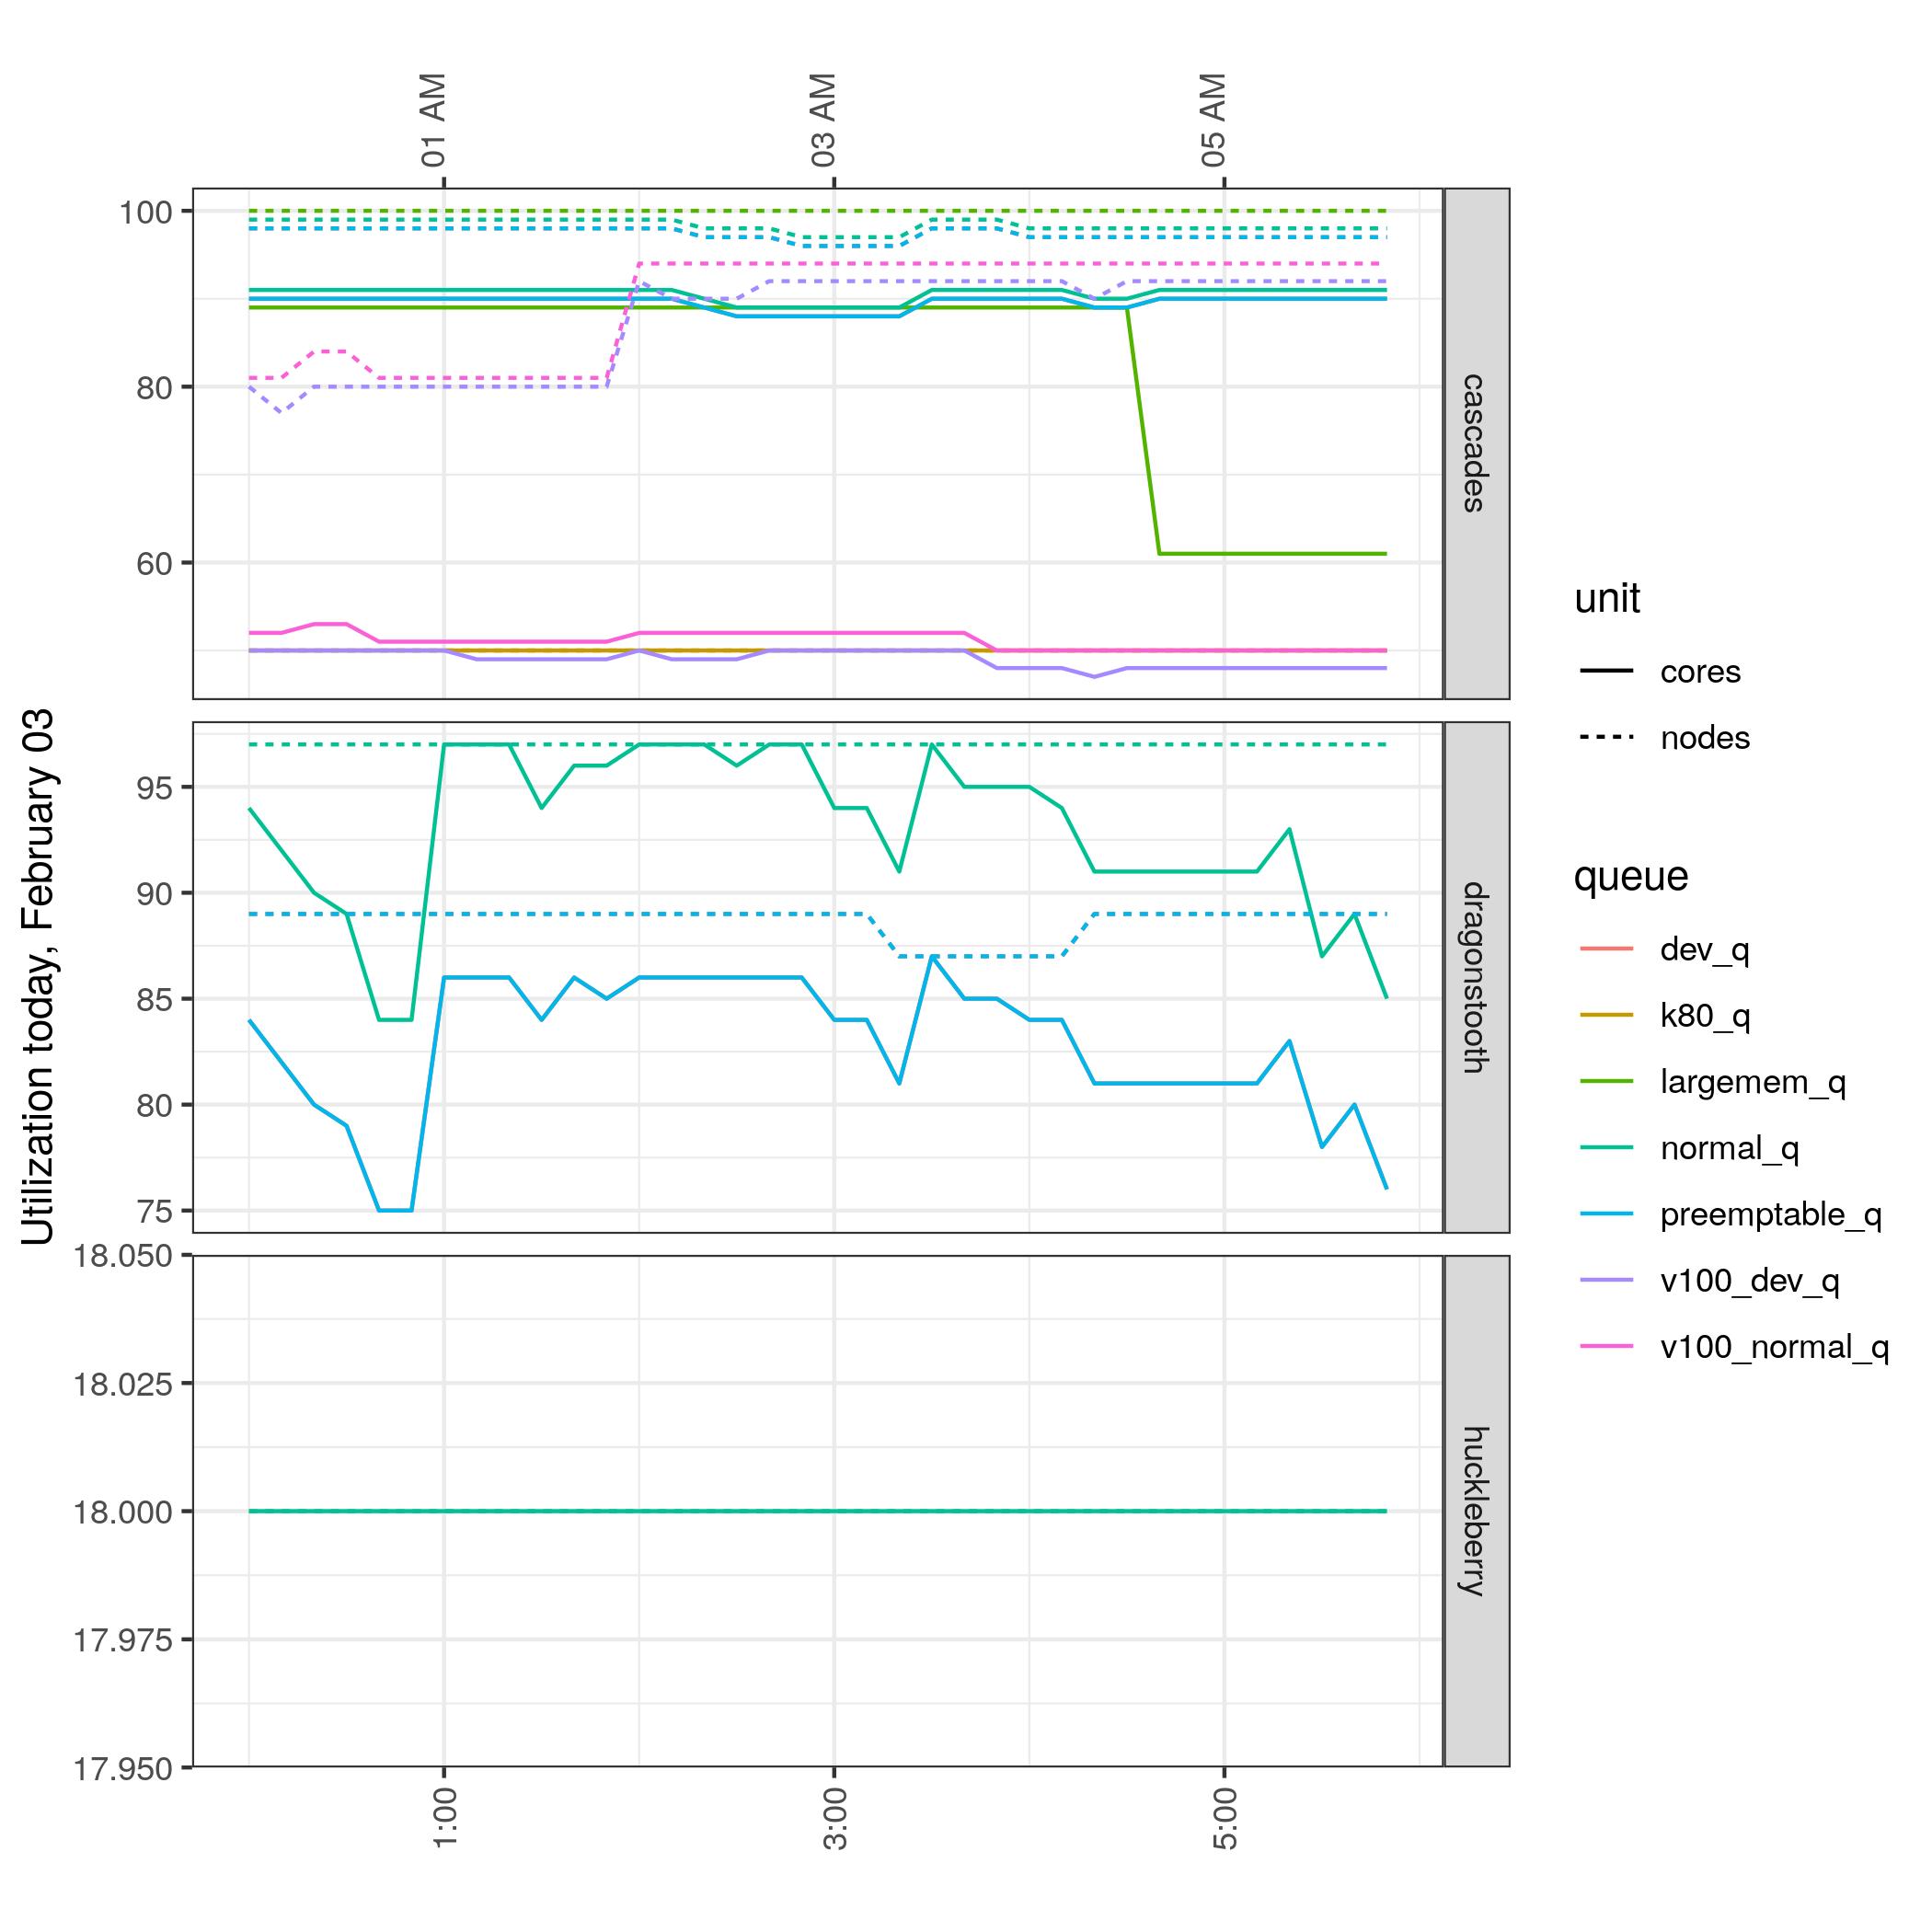 01 AM
03 AM
05 AM
100
80
60
cascades
95
90
85
80
75
dragonstooth
18.050
18.025
18.000
17.975
17.950
huckleberry
1:00
3:00
5:00
Utilization today, February 03
unit
cores
nodes
queue
dev_q
k80_q
largemem_q
normal_q
preemptable_q
v100_dev_q
v100_normal_q